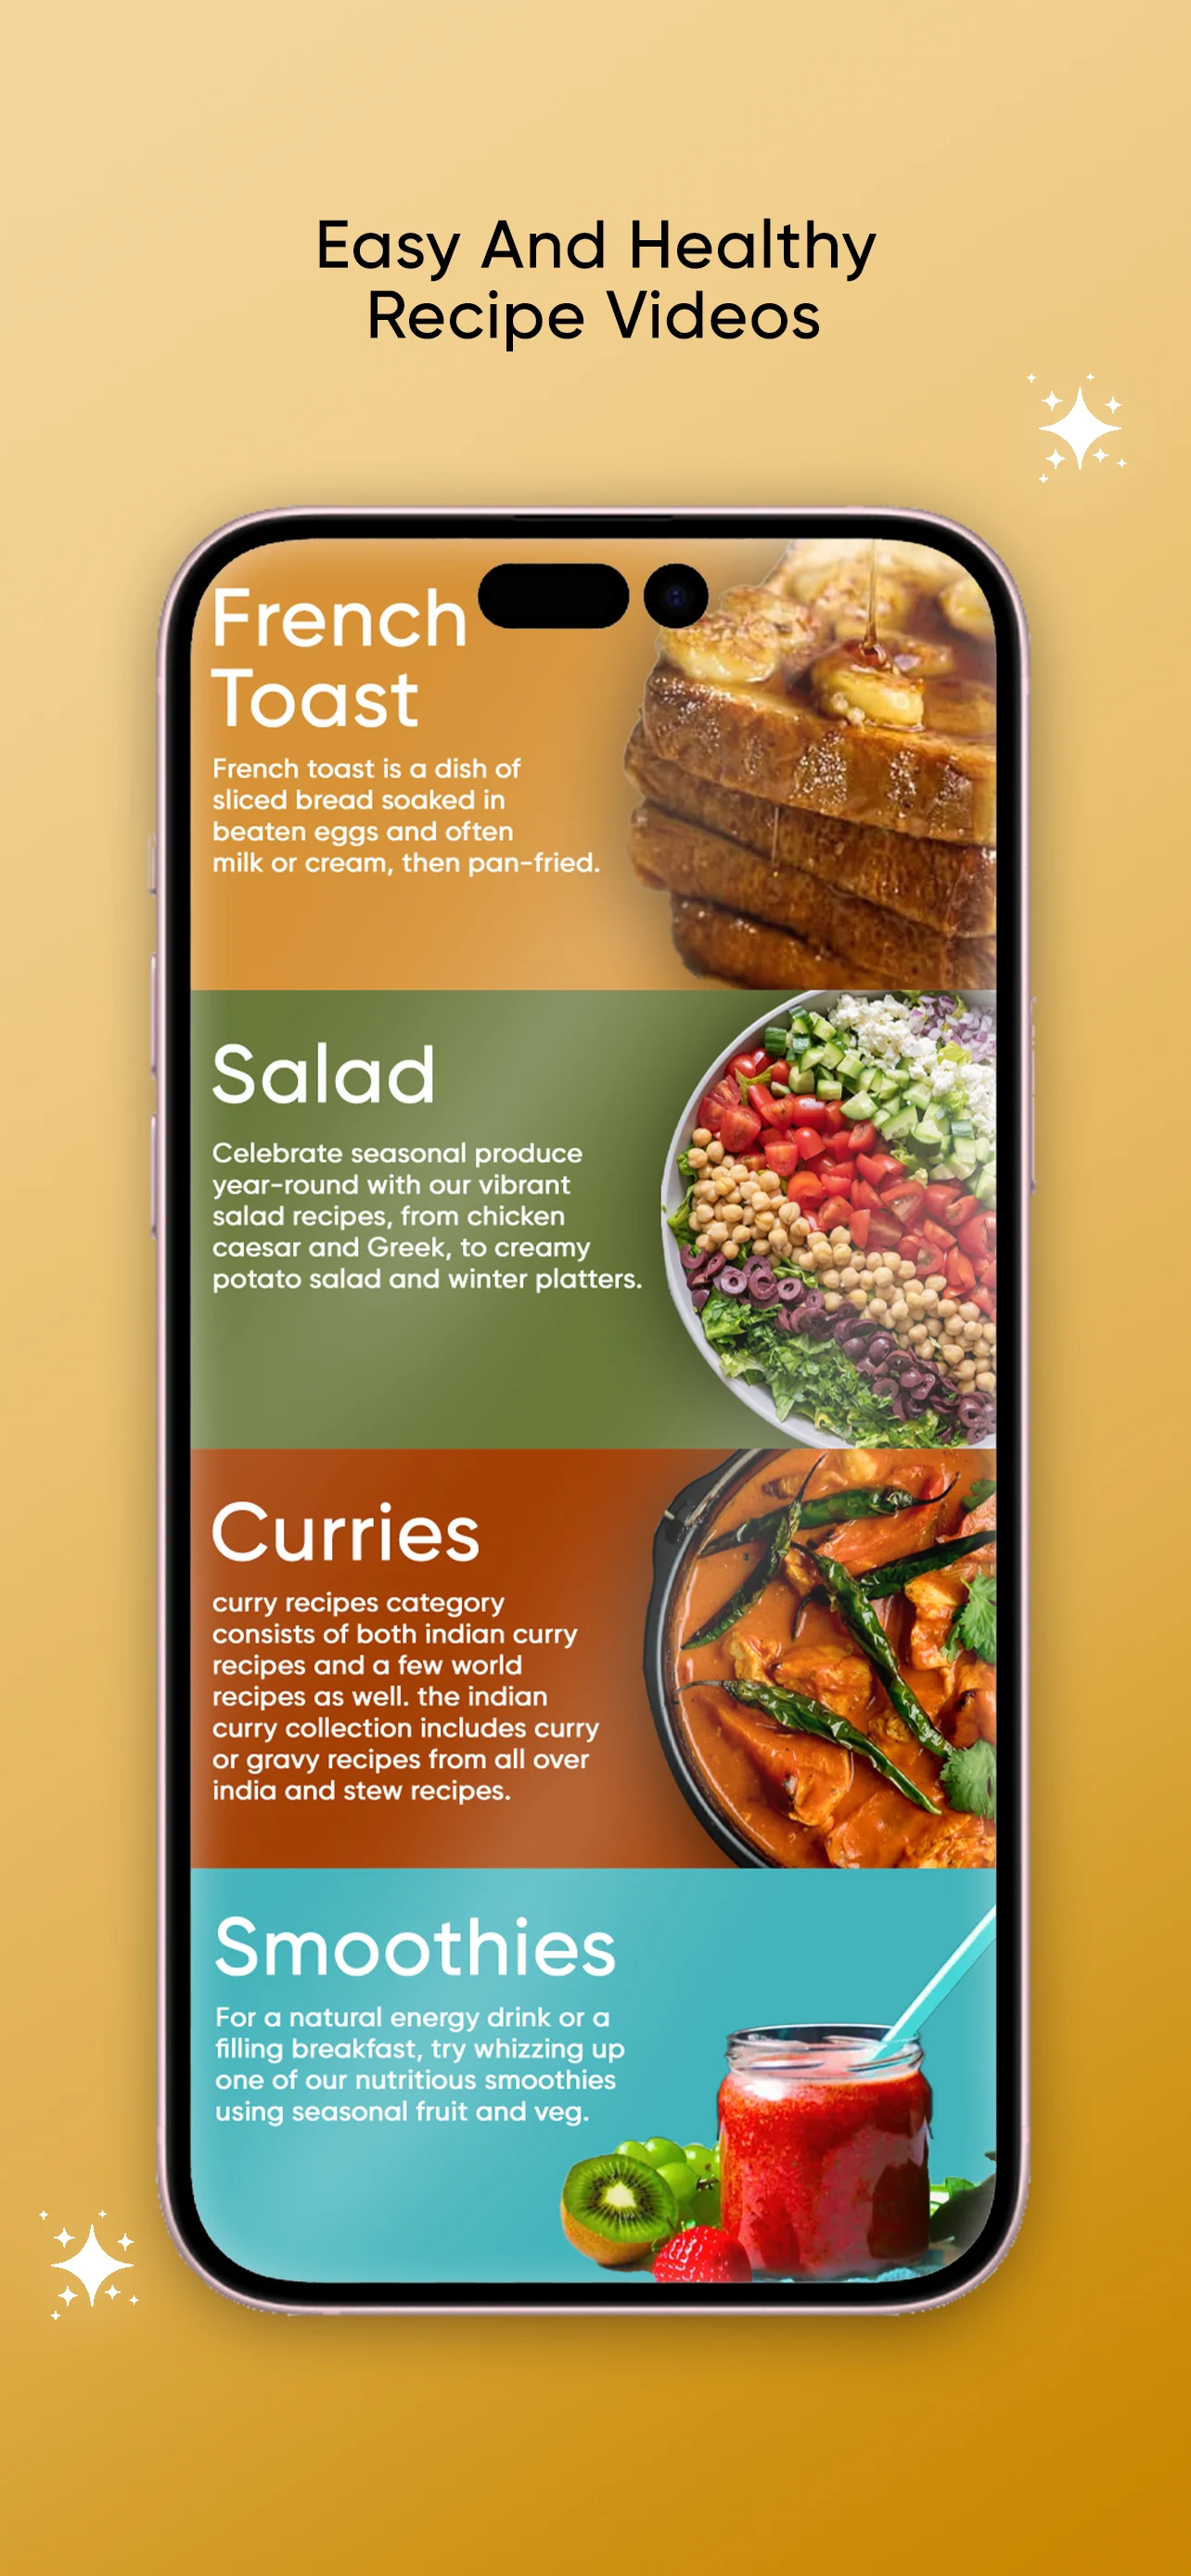 Easy And Healthy
Recipe Videos
French
Toast
French toast is a dish of
sliced bread soaked in
beaten eggs and often
milk or cream, then pan-fried.
Salad
Celebrate seasonal produce
year-round with our vibrant
salad recipes, from chicken
caesar and Greek, to creamy
potato salad and winter platters.
Curries
curry recipes category
consists of both indian curry
recipes and a few world
recipes as well. the indian
curry collection includes curry
or gravy recipes from all over
india and stew recipes.
Smoothies
For a natural energy drink or a
filling breakfast, try whizzing up
one of our nutritious smoothies
using seasonal fruit and veg.